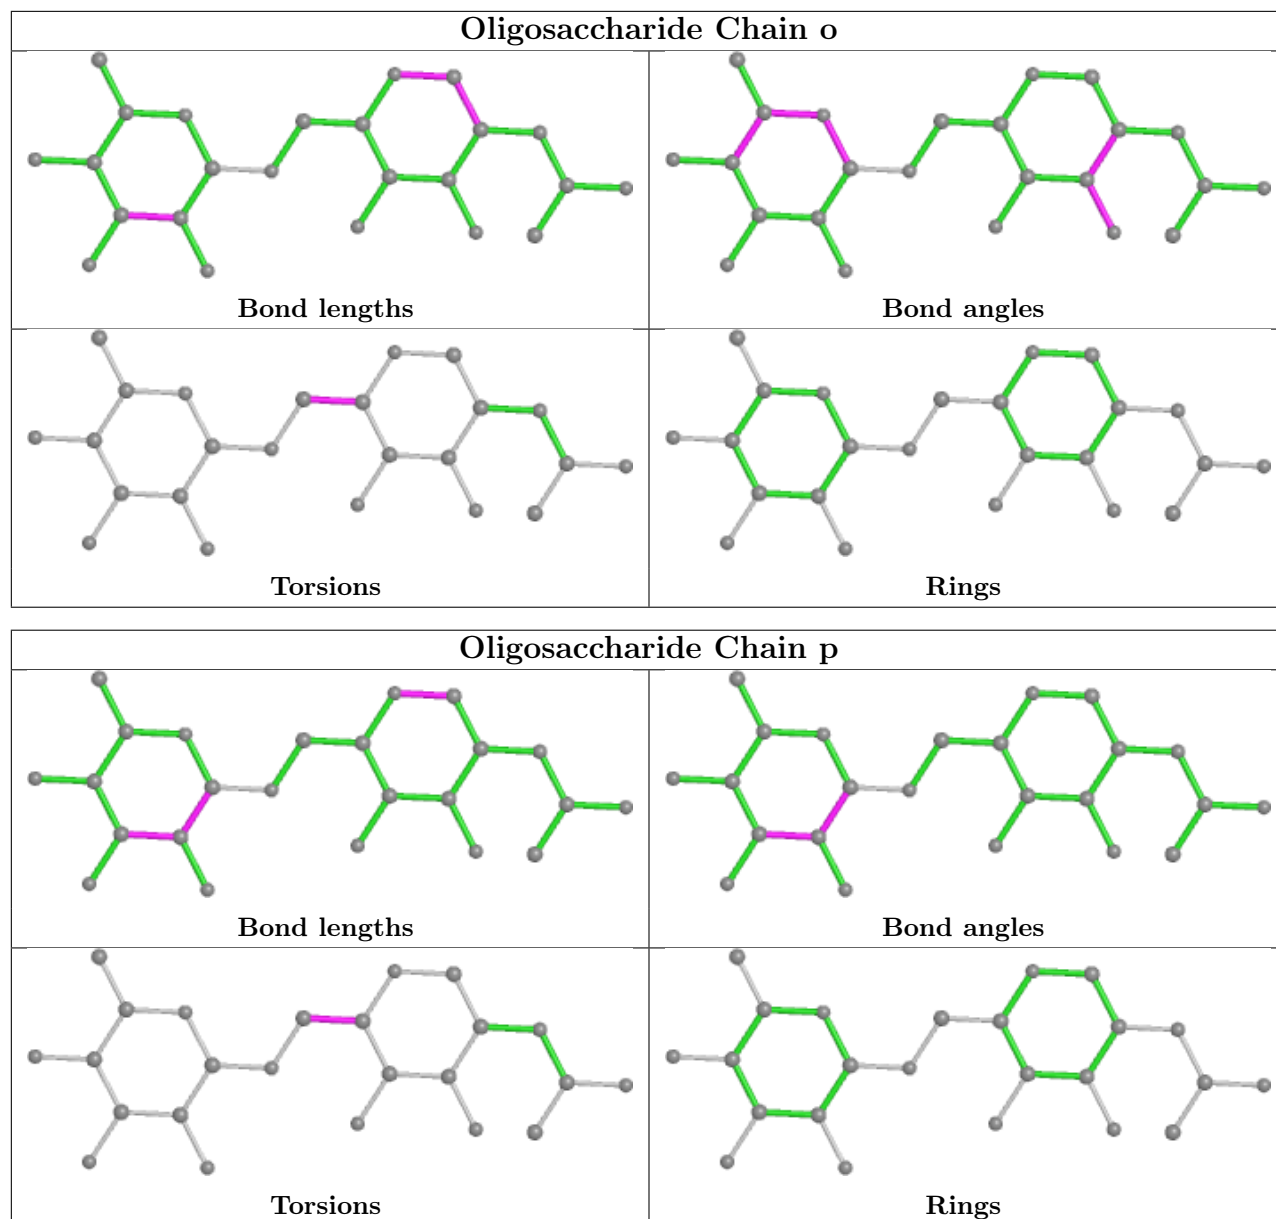 Oligosaccharide Chain o
Bond lengths
Bond angles
Torsions
Rings
Oligosaccharide Chain p
Bond lengths
Bond angles
Torsions
Rings